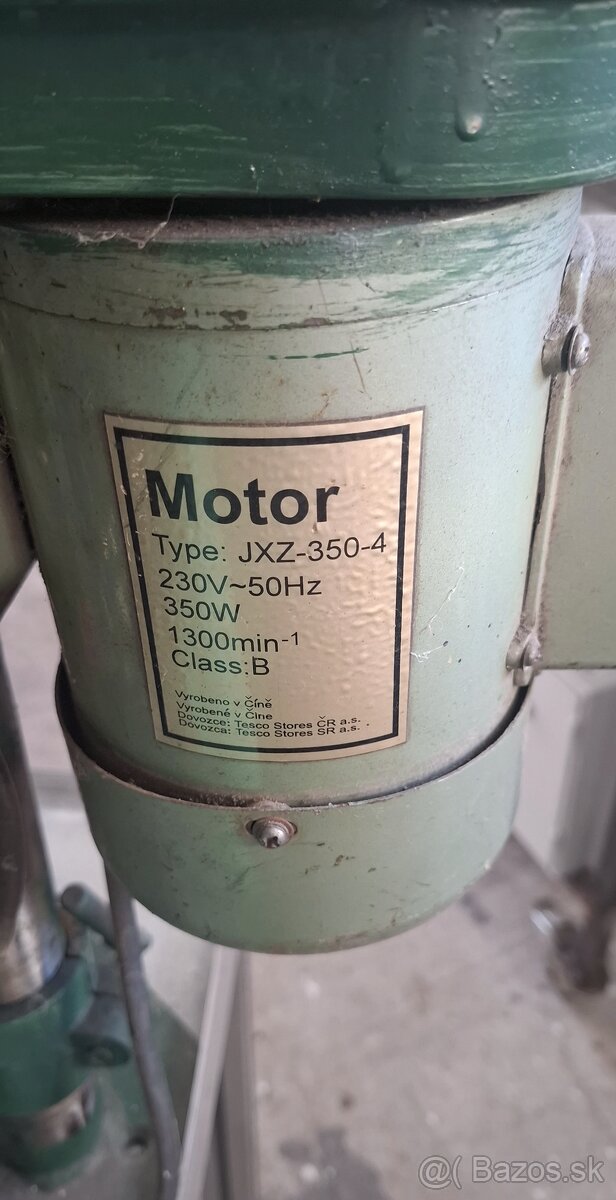 Motor
Type: JXZ-350-4
230V~50Hz
350W
1300min-1
Class:B
Vyrobeno v Číně
Vyrobené v Číne
Dovozce: Tesco Stores ČR a.s.
Dovozca: Tesco Stores SR a.s.
@( Bazos.sk